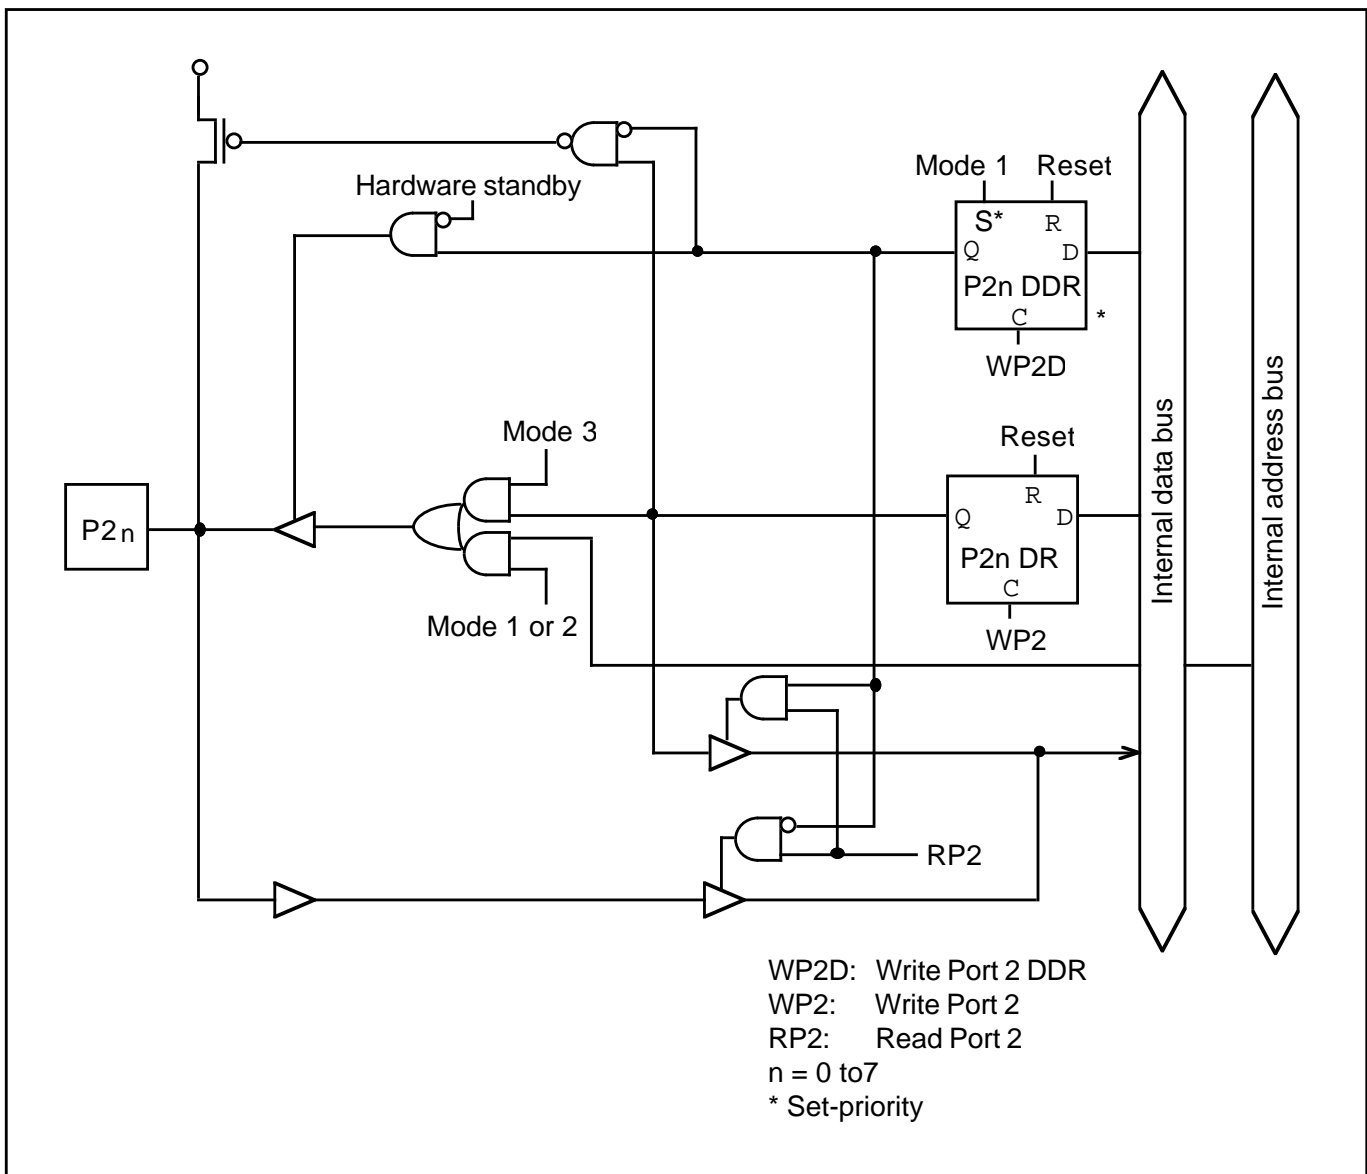 Hardware standby
Mode 1 Reset
S* R
Q D
P2n DDR
C *
WP2D
Mode 3
Reset
P2n
R
Q D
P2n DR
C
WP2
Mode 1 or 2
Internal data bus
Internal address bus
RP2
WP2D: Write Port 2 DDR
WP2: Write Port 2
RP2: Read Port 2
n = 0 to7
* Set-priority